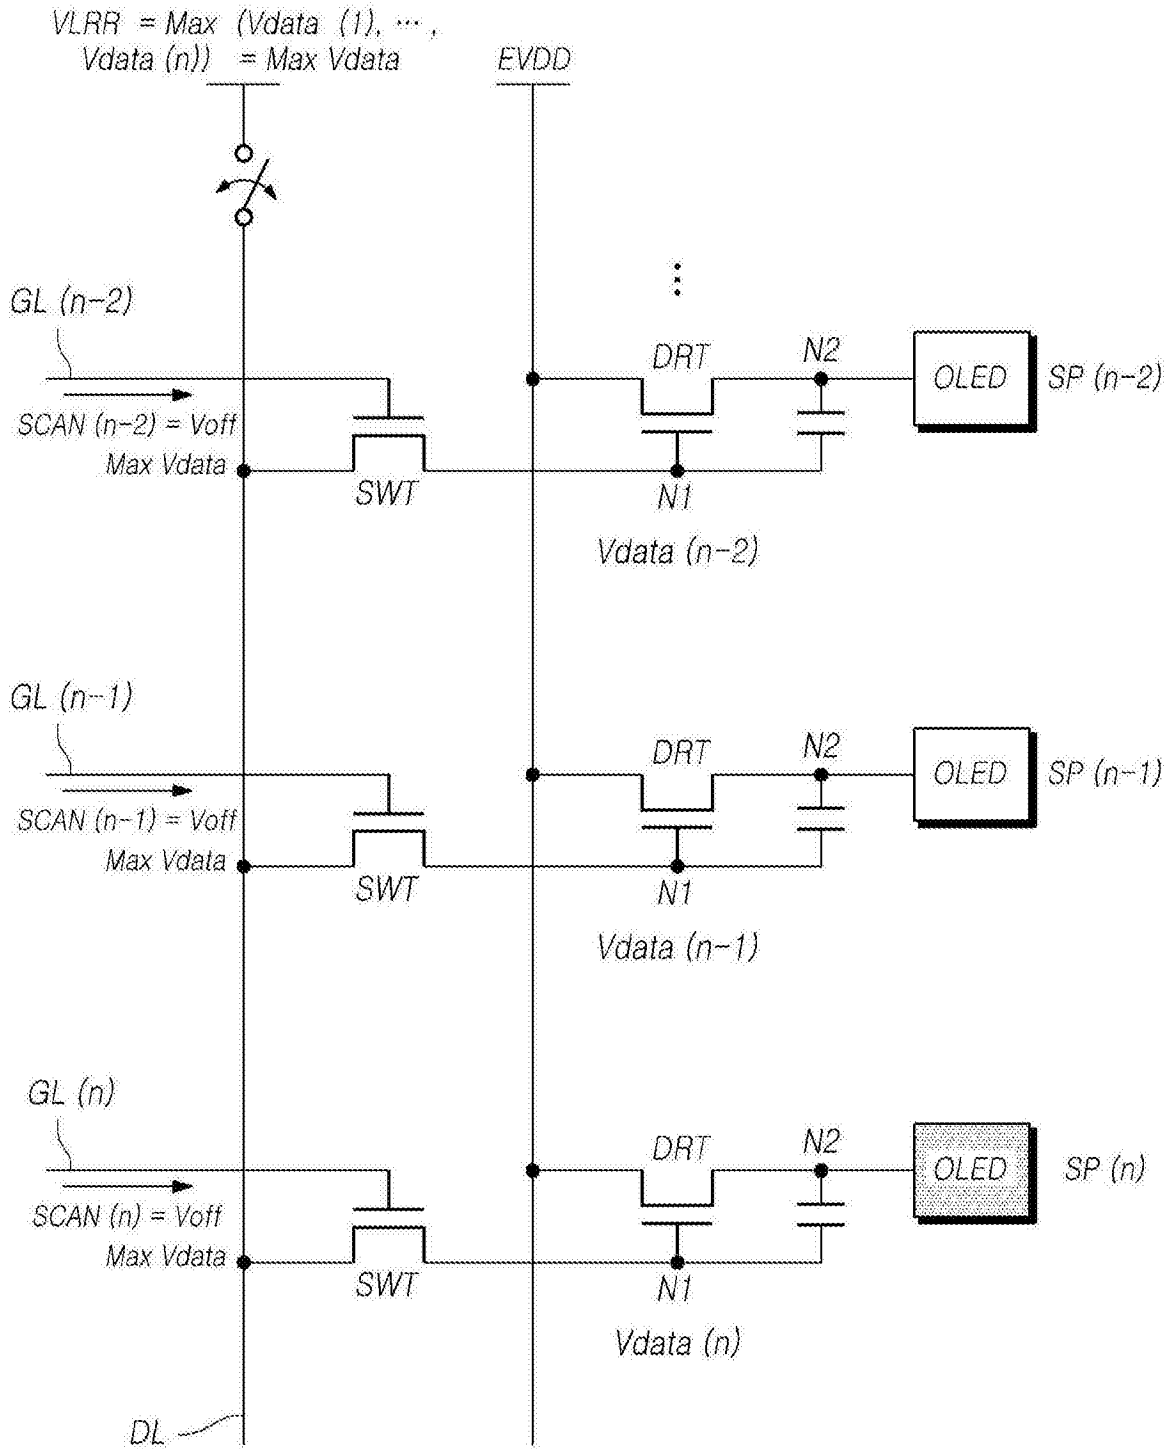 VLRR = Max (Vdata (1), ··· ,
Vdata (n)) = Max Vdata
EVDD
GL (n-2)
DRT
N2
OLED
SP (n-2)
SCAN (n-2) = Voff
Max Vdata
SWT
N1
Vdata (n-2)
GL (n-1)
DRT
N2
OLED
SP (n-1)
SCAN (n-1) = Voff
Max Vdata
SWT
N1
Vdata (n-1)
GL (n)
DRT
N2
OLED
SP (n)
SCAN (n) = Voff
Max Vdata
SWT
N1
Vdata (n)
DL